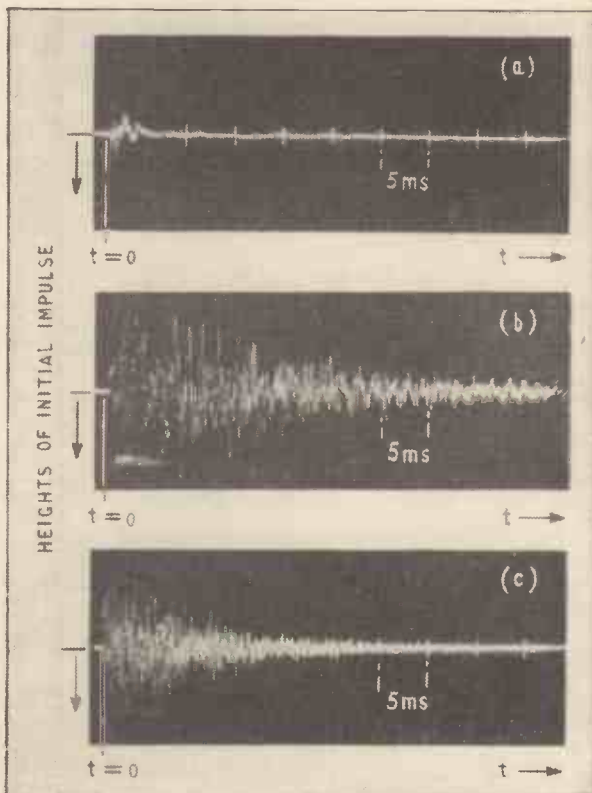 HEIGHTS OF INITIAL IMPULSE
(a)
5ms
t = 0
t
(b)
5ms
t = 0
t
(c)
5ms
t = 0
t